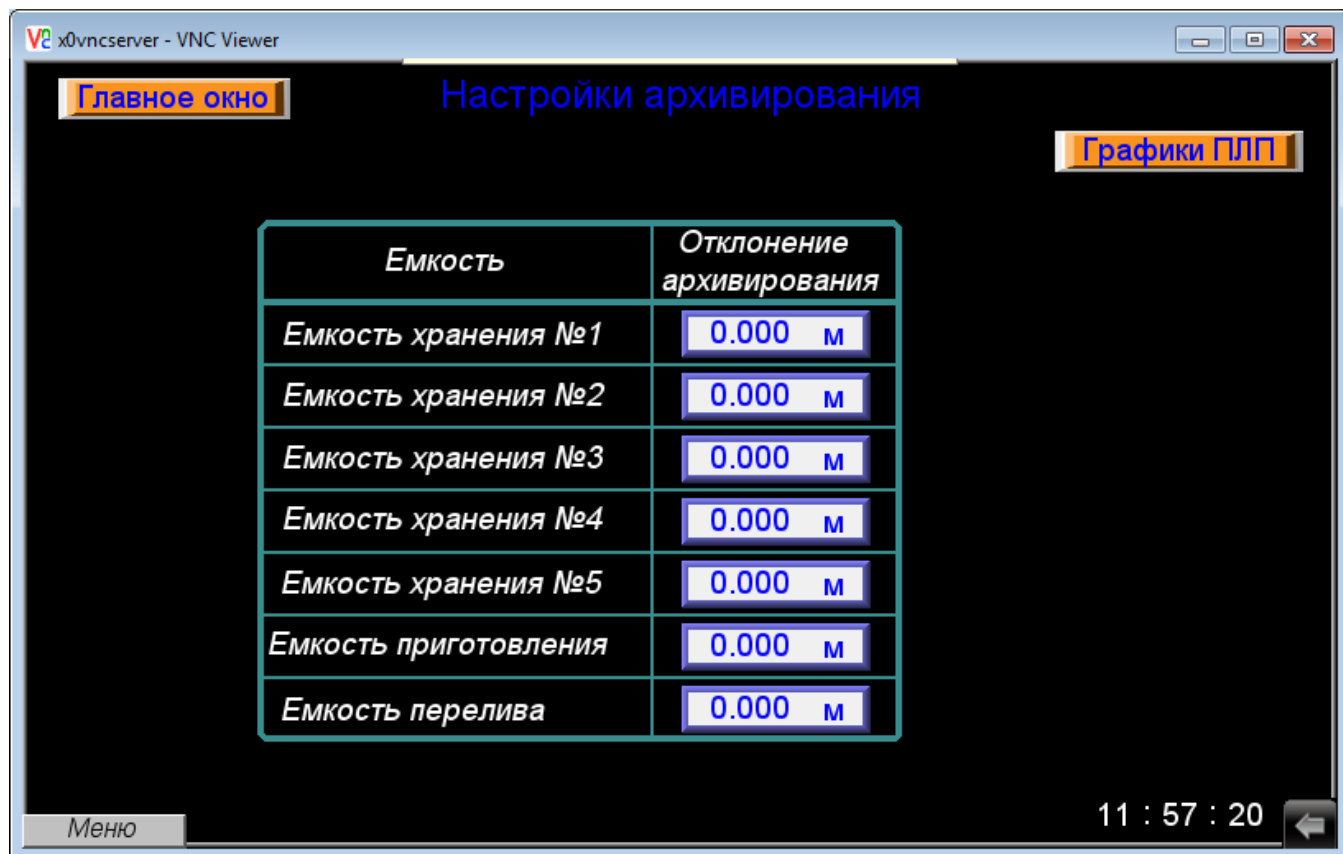 x0vncserver - VNC Viewer
Главное окно
Настройки архивирования
Графики ПЛП
Емкость
Отклонение
архивирования
Емкость хранения №1 0.000 м
Емкость хранения №2 0.000 м
Емкость хранения №3 0.000 м
Емкость хранения №4 0.000 м
Емкость хранения №5 0.000 м
Емкость приготовления 0.000 м
Емкость перелива 0.000 м
11 : 57 : 20
Меню